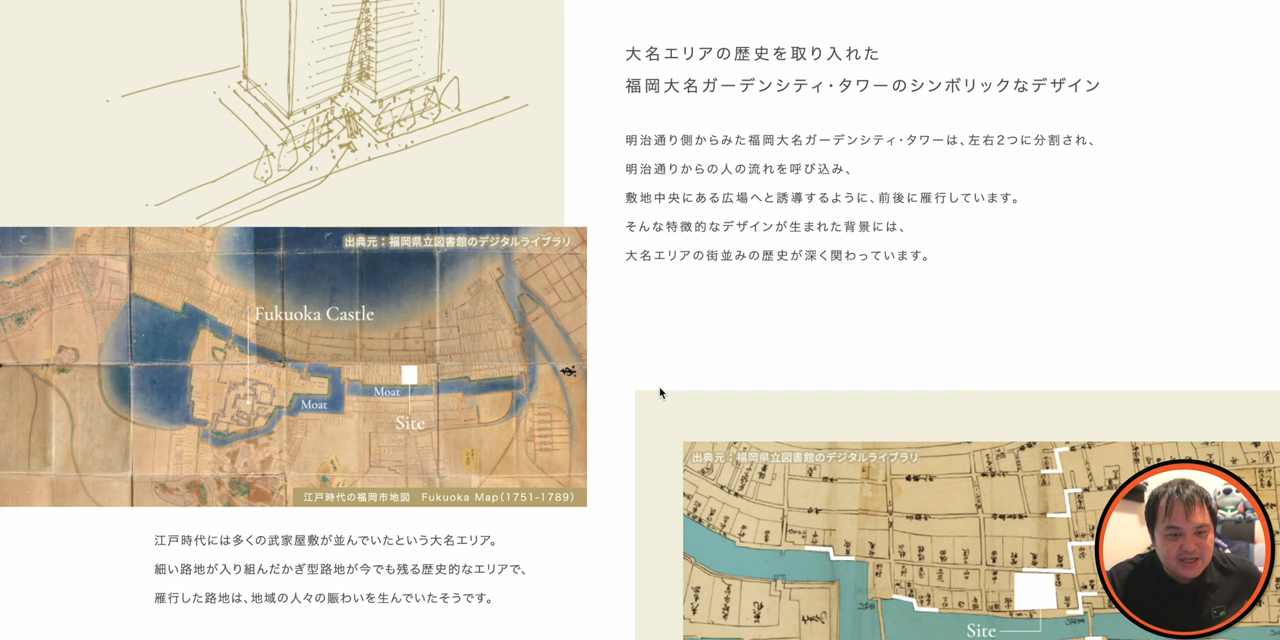 大名エリアの歴史を取り入れた
福岡大名ガーデンシティ・タワーのシンボリックなデザイン
明治通り側からみた福岡大名ガーデンシティ・タワーは、左右2つに分割され、
明治通りからの人の流れを呼び込み、
敷地中央にある広場へと誘導するように、前後に雁行しています。
そんな特徴的なデザインが生まれた背景には、
大名エリアの街並みの歴史が深く関わっています。
出典元:福岡県立図書館のデジタルライブラリ
Fukuoka Castle
Moat
Moat
Site
江戸時代の福岡市地図 Fukuoka Map(1751-1789)
江戸時代には多くの武家屋敷が並んでいたという大名エリア。
細い路地が入り組んだかぎ型路地が今でも残る歴史的なエリアで、
雁行した路地は、地域の人々の賑わいを生んでいたそうです。
出典元:福岡県立図書館のデジタルライブラリ
Site